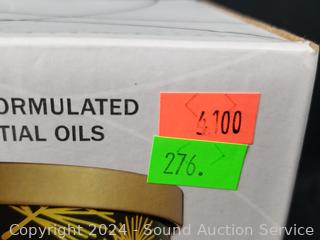 ORMULATED
TIAL OILS
4100
276.
Copyright 2024 - Sound Auction Service